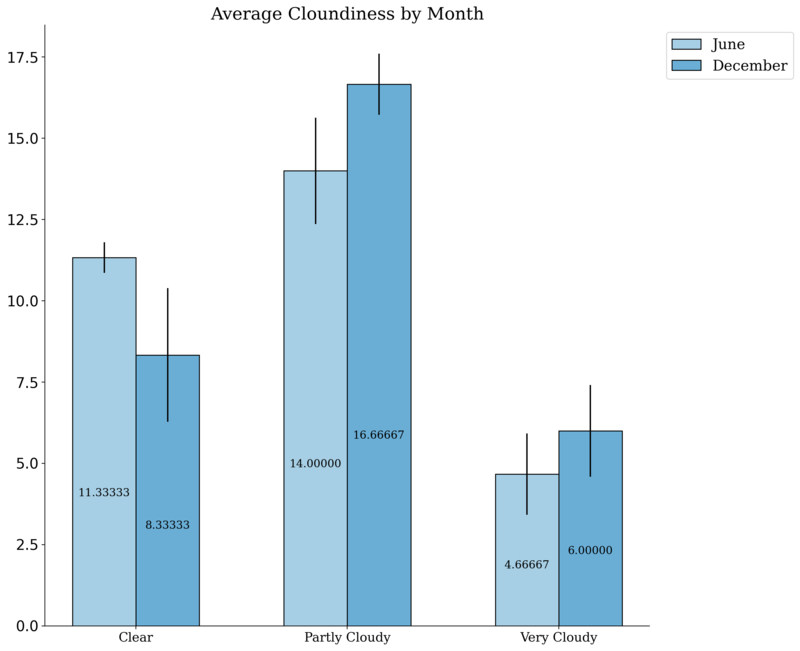 Average Cloundiness by Month
June
December
17.5
15.0
12.5
10.0
7.5
5.0
2.5
0.0
11.33333
8.33333
14.00000
16.66667
4.66667
6.00000
Clear
Partly Cloudy
Very Cloudy